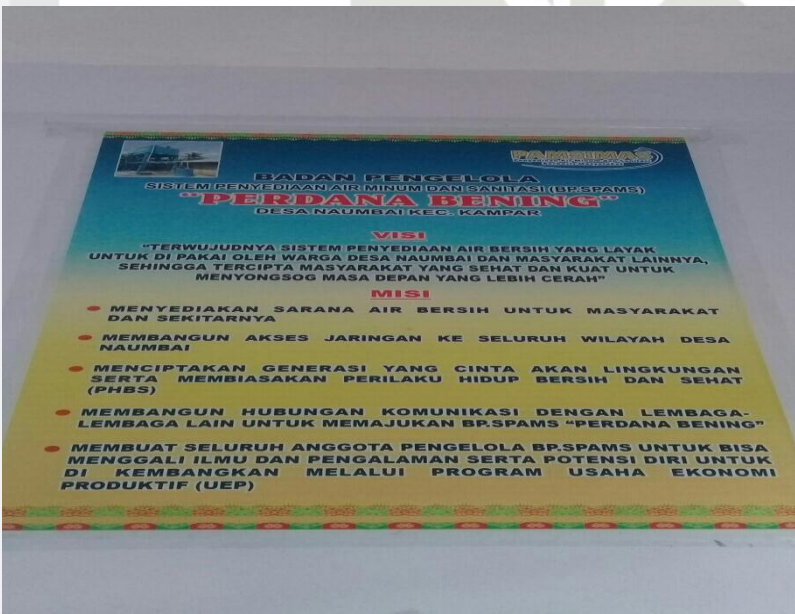 PAMSIMAS
BADAN PENGELOLA
SISTEM PENYEDIAAN AIR MINUM DAN SANITASI (BP.SPAMS)
"PERDANA BENING"
DESA NAUMBAI KEC. KAMPAR
VISI
"TERWUJUDNYA SISTEM PENYEDIAAN AIR BERSIH YANG LAYAK
UNTUK DI PAKAI OLEH WARGA DESA NAUMBAI DAN MASYARAKAT LAINNYA,
SEHINGGA TERCIPTA MASYARAKAT YANG SEHAT DAN KUAT UNTUK
MENYONGSOG MASA DEPAN YANG LEBIH CERAH"
MISI
MENYEDIAKAN SARANA AIR BERSIH UNTUK MASYARAKAT
DAN SEKITARNYA
MEMBANGUN AKSES JARINGAN KE SELURUH WILAYAH DESA
NAUMBAI
MENCIPTAKAN GENERASI YANG CINTA AKAN LINGKUNGAN
SERTA MEMBIASAKAN PERILAKU HIDUP BERSIH DAN SEHAT
(PHBS)
MEMBANGUN HUBUNGAN KOMUNIKASI DENGAN LEMBAGA-
LEMBAGA LAIN UNTUK MEMAJUKAN BP.SPAMS "PERDANA BENING"
MEMBUAT SELURUH ANGGOTA PENGELOLA BP.SPAMS UNTUK BISA
MENGGALI ILMU DAN PENGALAMAN SERTA POTENSI DIRI UNTUK
DI KEMBANGKAN MELALUI PROGRAM USAHA EKONOMI
PRODUKTIF (UEP)